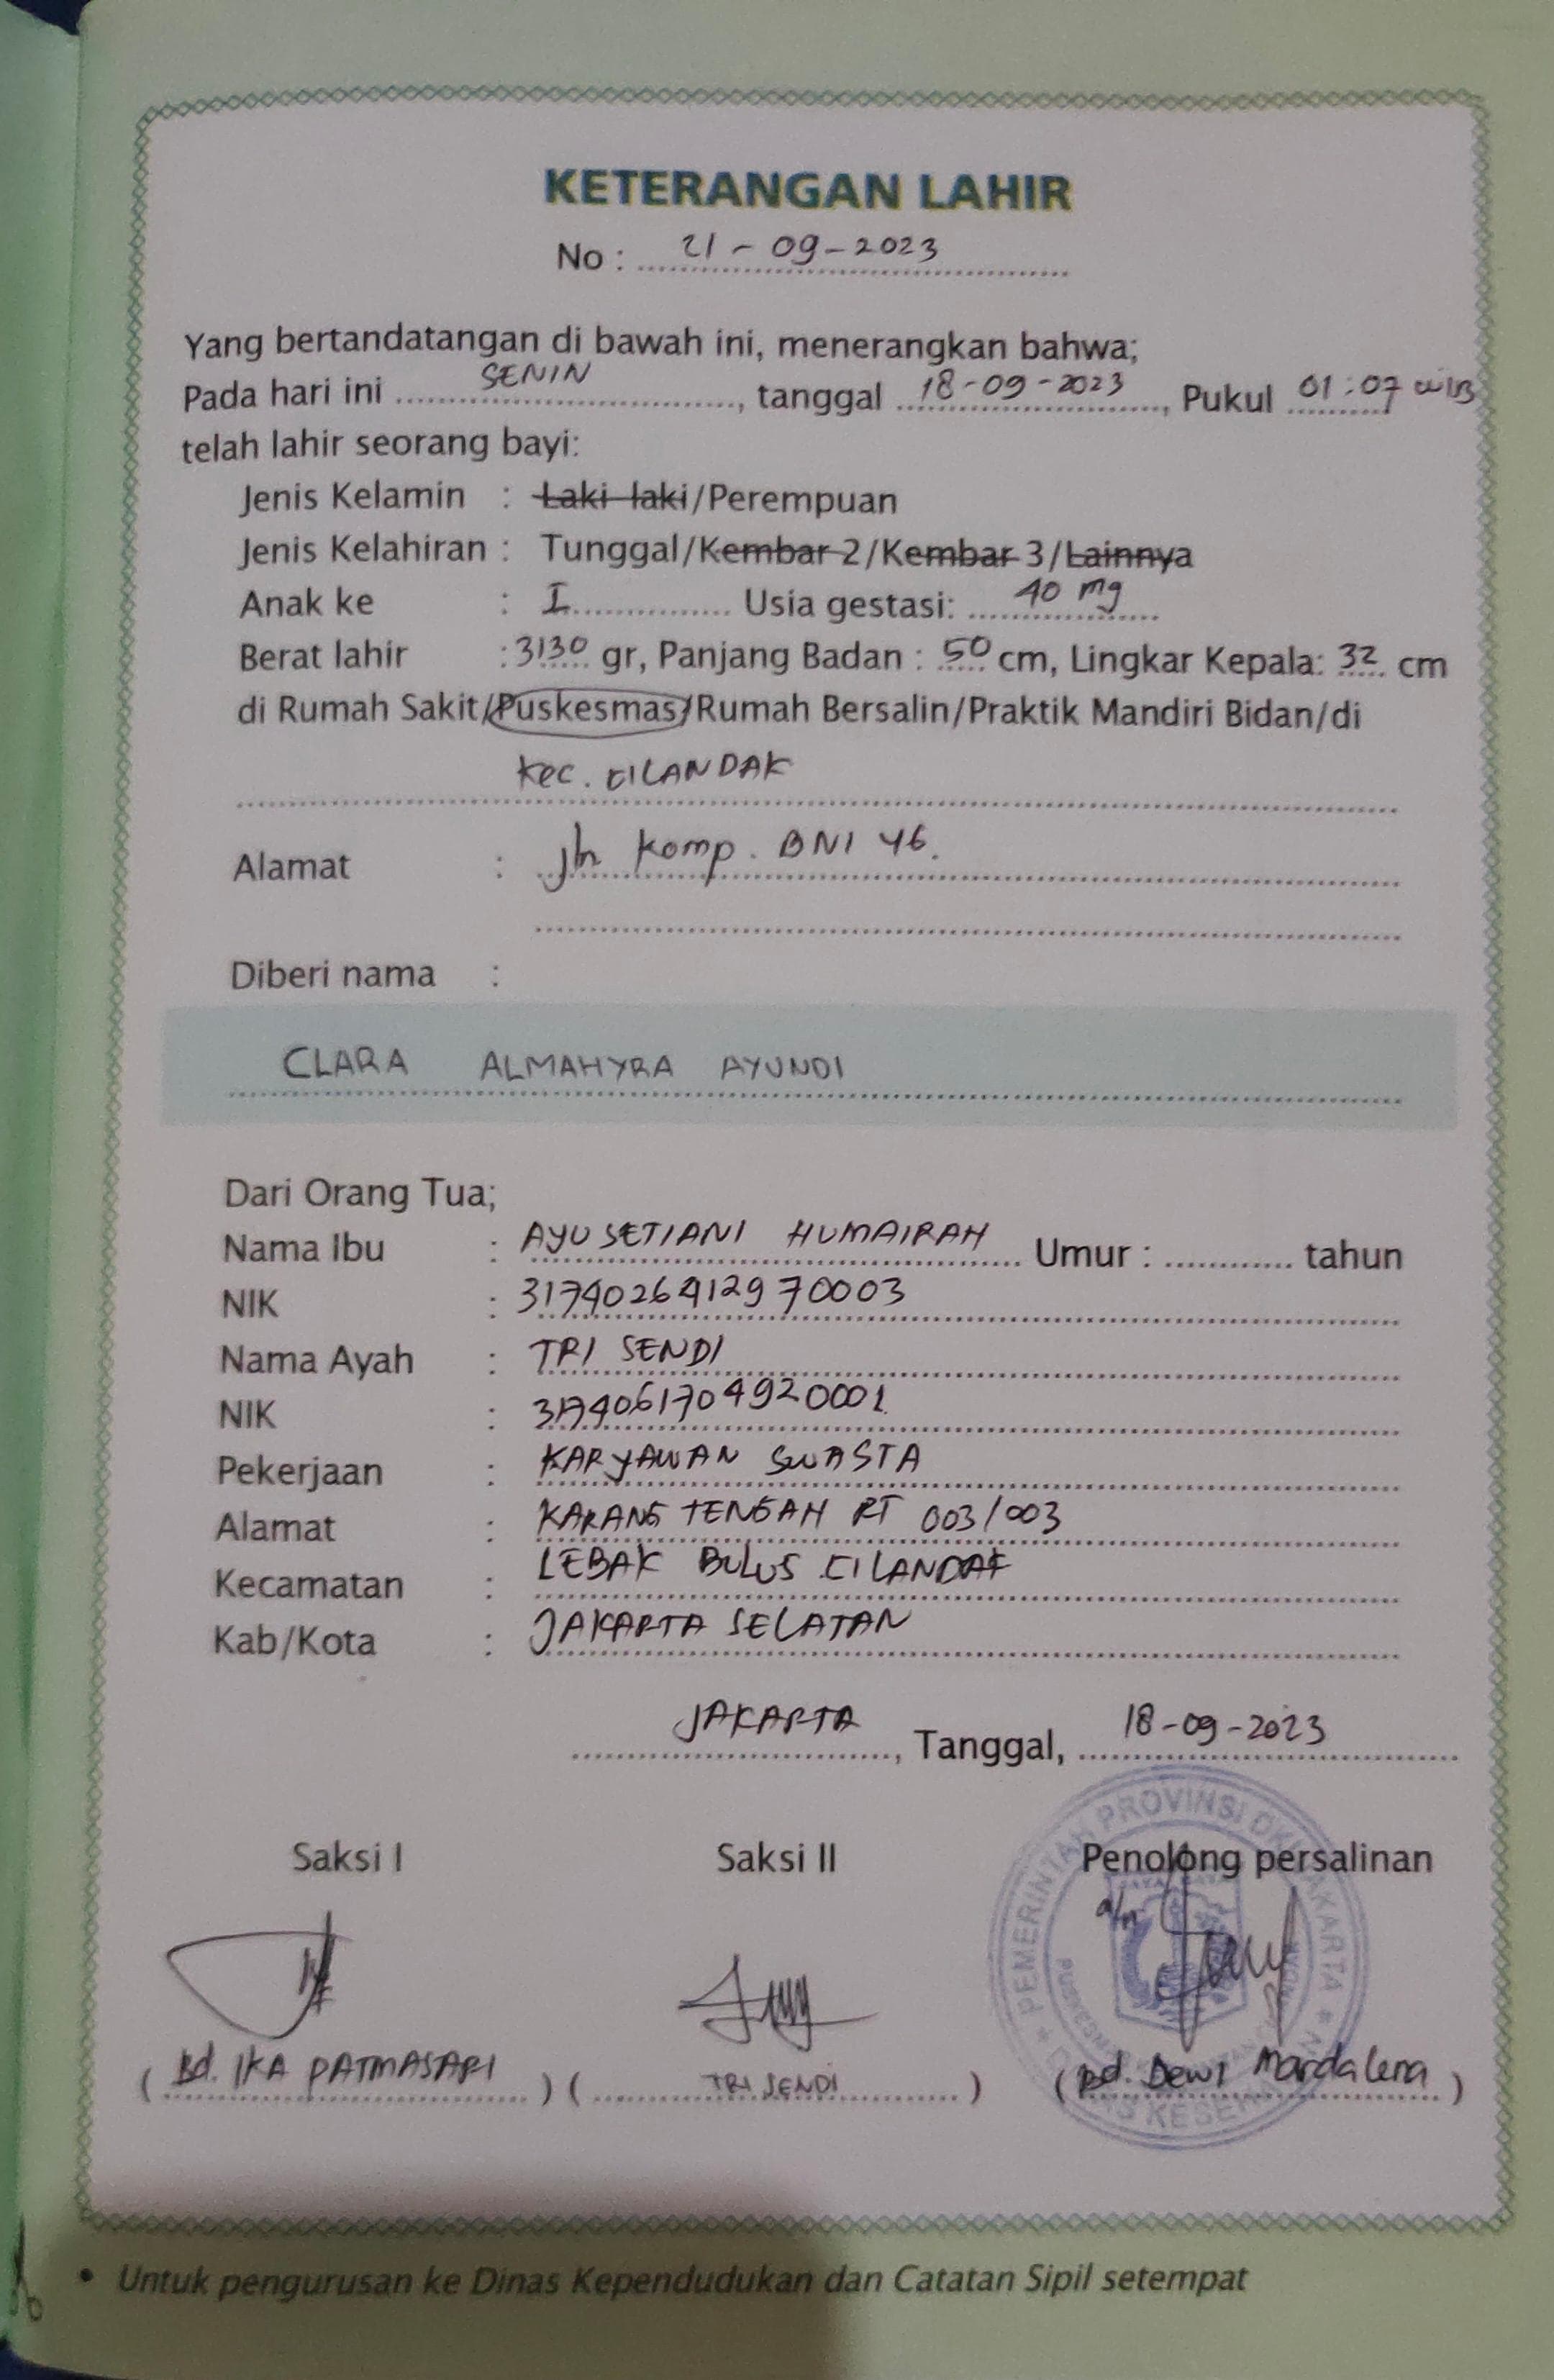 KETERANGAN LAHIR
No : 21 - 09 - 2023
Yang bertandatangan di bawah ini, menerangkan bahwa;
Pada hari ini SENIN, tanggal 18-09-2023, Pukul 01:07 WIB
telah lahir seorang bayi:
Jenis Kelamin : Laki-laki/Perempuan
Jenis Kelahiran : Tunggal/Kembar 2/Kembar 3/Lainnya
Anak ke : I Usia gestasi: 40 mg
Berat lahir : 3130 gr, Panjang Badan : 50 cm, Lingkar Kepala: 32 cm
di Rumah Sakit/Puskesmas/Rumah Bersalin/Praktik Mandiri Bidan/di
Kec. CILANDAK
Alamat : Jln Komp. BNI 46.
Diberi nama :
CLARA ALMAHYRA AYUNDI
Dari Orang Tua;
Nama Ibu : AYU SETIANI HUMAIRAH Umur : tahun
NIK : 3174026412970003
Nama Ayah : TRI SENDI
NIK : 3174061704920001
Pekerjaan : KARYAWAN SWASTA
Alamat : KARANG TENGAH RT 003/003
Kecamatan : LEBAK BULUS CILANDAK
Kab/Kota : JAKARTA SELATAN
JAKARTA, Tanggal, 18-09-2023
Saksi I Saksi II Penolong persalinan
a/n
PEMERINTAH PROVINSI DKI JAKARTA
(Bd. IKA PATMASARI) (TRI SENDI) (Bd. Dewi Mardalena)
• Untuk pengurusan ke Dinas Kependudukan dan Catatan Sipil setempat